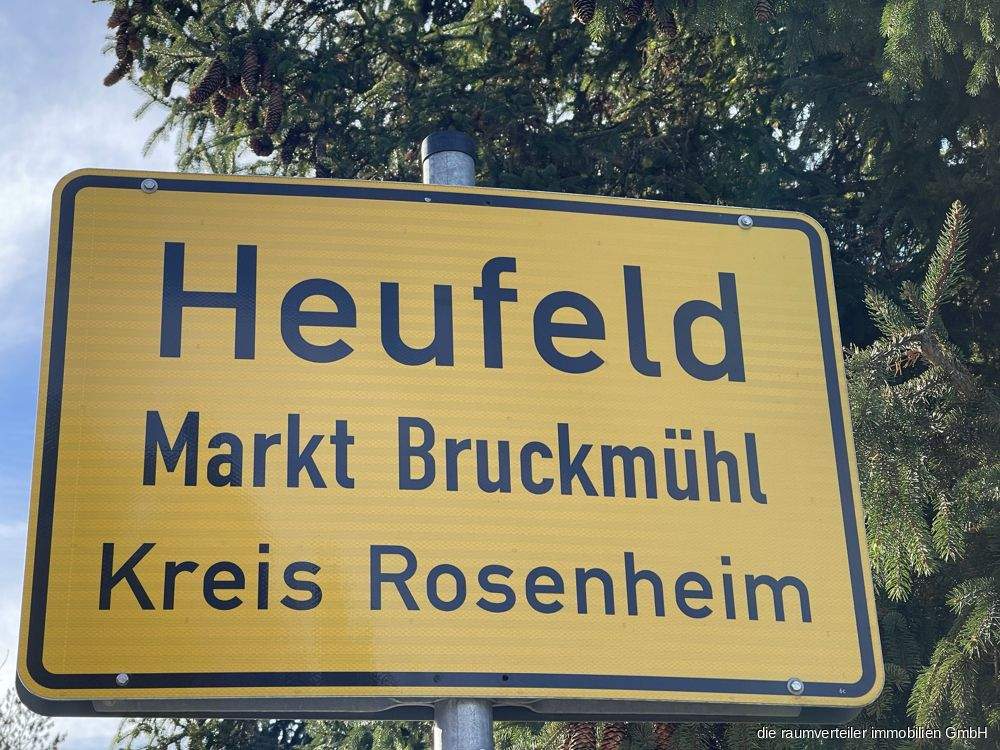 Heufeld
Markt Bruckmühl
Kreis Rosenheim
die raumverteiler immobilien GmbH